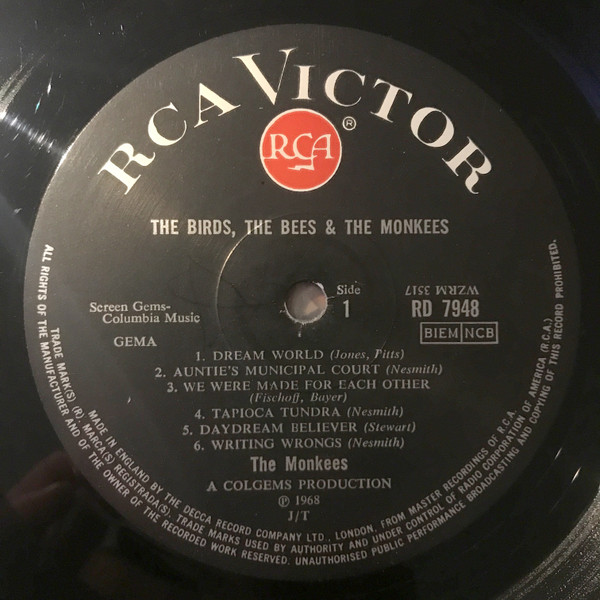 RCA VICTOR
RCA
®
THE BIRDS, THE BEES & THE MONKEES
Screen Gems-
Columbia Music
GEMA
Side
1
WZRM 3517
RD 7948
BIEM NCB
1. DREAM WORLD (Jones, Pitts)
2. AUNTIE'S MUNICIPAL COURT (Nesmith)
3. WE WERE MADE FOR EACH OTHER
(Fischoff, Bayer)
4. TAPIOCA TUNDRA (Nesmith)
5. DAYDREAM BELIEVER (Stewart)
6. WRITING WRONGS (Nesmith)
The Monkees
A COLGEMS PRODUCTION
℗ 1968
J/T
MADE IN ENGLAND BY THE DECCA RECORD COMPANY LTD., LONDON, FROM MASTER RECORDINGS OF R.C.A.
TRADE MARK(S) (R) MARCA(S) REGISTRADA(S). TRADE MARKS USED BY AUTHORITY AND UNDER CONTROL OF RADIO CORPORATION OF AMERICA (R.C.A.)
ALL RIGHTS OF THE MANUFACTURER AND OF THE OWNER OF THE RECORDED WORK RESERVED. UNAUTHORISED PUBLIC PERFORMANCE BROADCASTING AND COPYING OF THIS RECORD PROHIBITED.